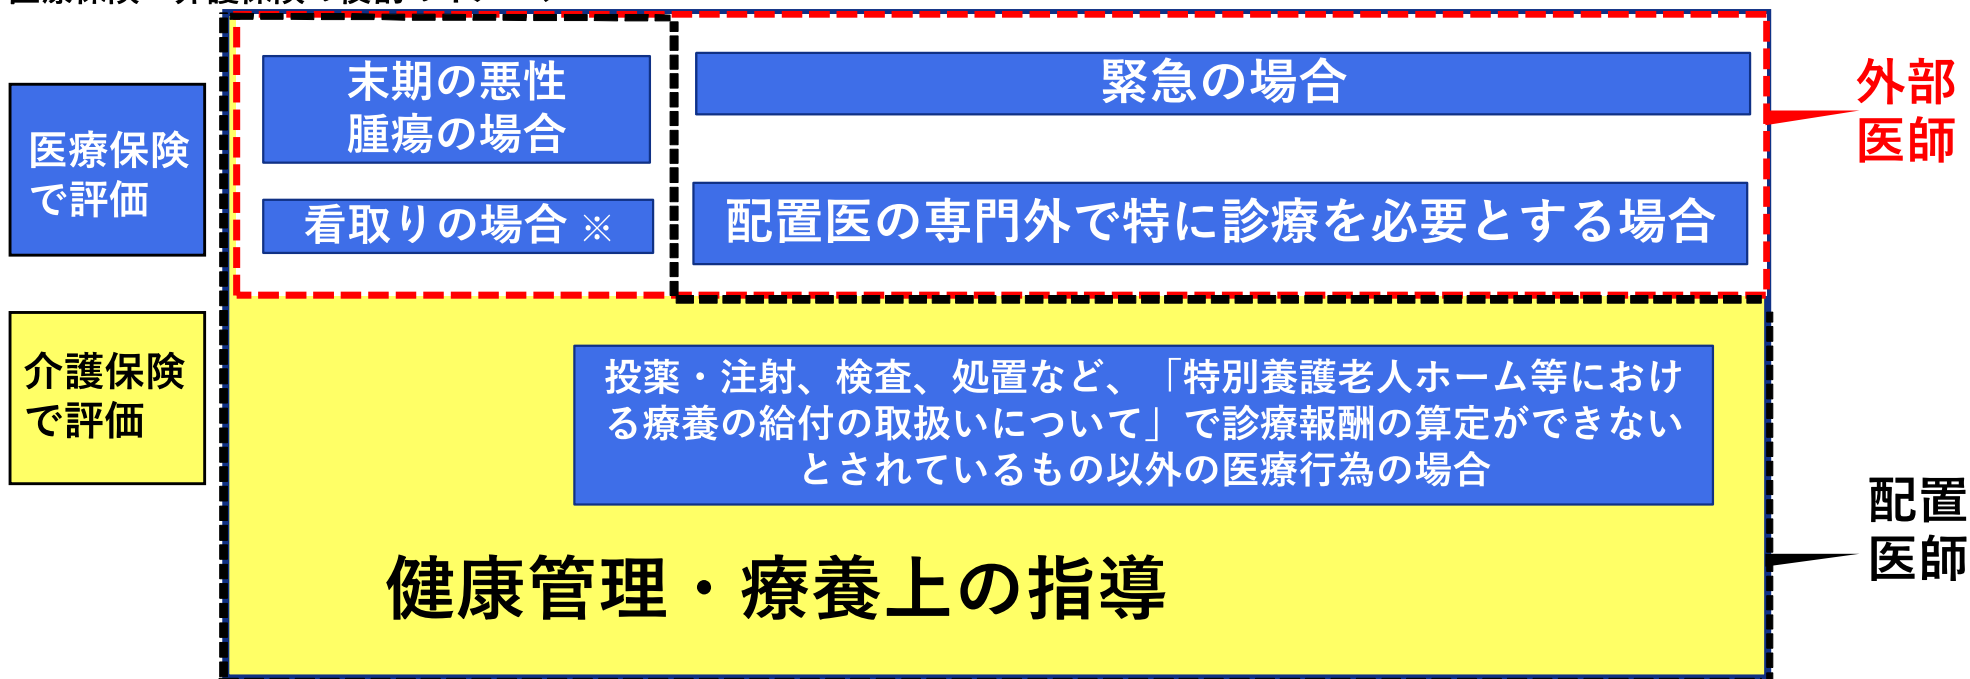 末期の悪性
腫瘍の場合
緊急の場合
外部
医師
医療保険
で評価
看取りの場合 ※
配置医の専門外で特に診療を必要とする場合
介護保険
で評価
投薬・注射、検査、処置など、「特別養護老人ホーム等におけ
る療養の給付の取扱いについて」で診療報酬の算定ができない
とされているもの以外の医療行為の場合
配置
医師
健康管理・療養上の指導